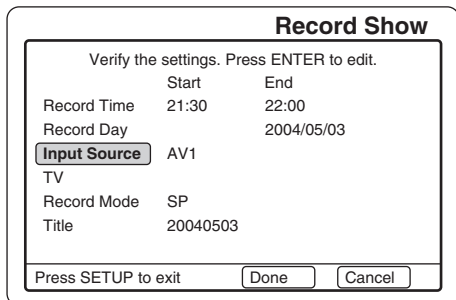 Record Show
Verify the settings. Press ENTER to edit.
Start End
Record Time 21:30 22:00
Record Day 2004/05/03
Input Source AV1
TV
Record Mode SP
Title 20040503
Press SETUP to exit Done Cancel